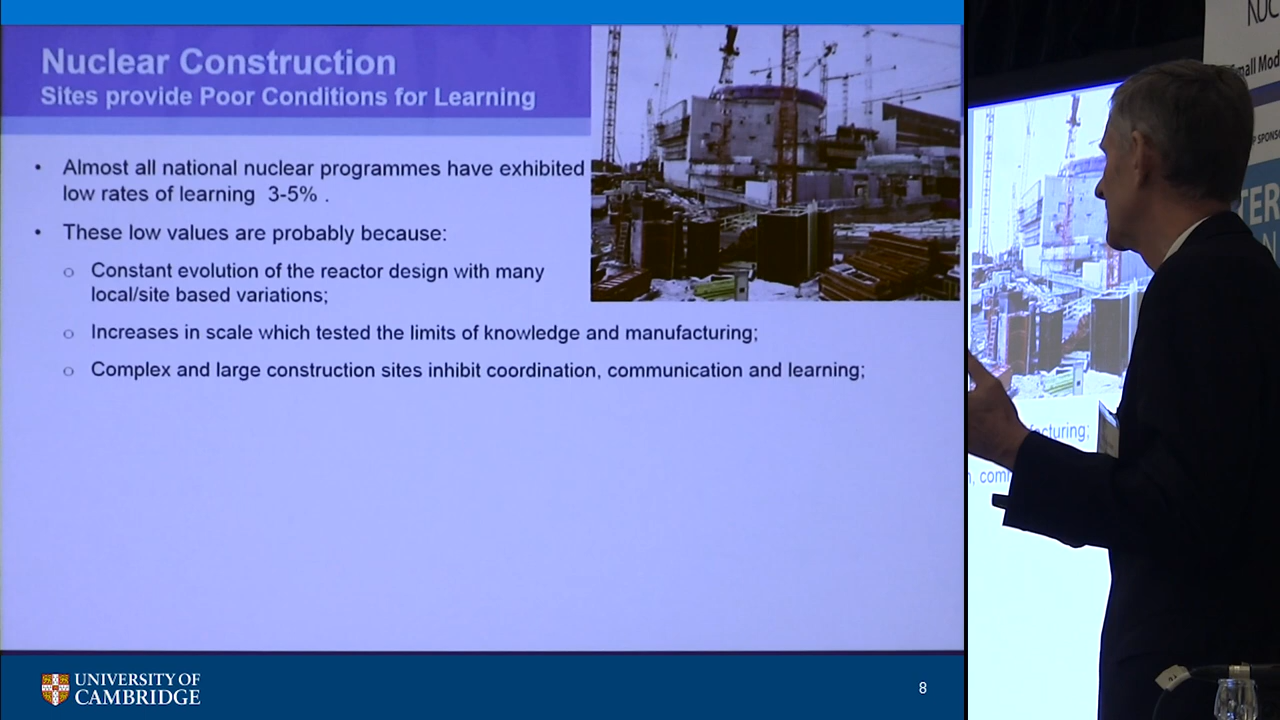 Nuclear Construction
Sites provide Poor Conditions for Learning
• Almost all national nuclear programmes have exhibited
low rates of learning 3-5% .
• These low values are probably because:
o Constant evolution of the reactor design with many
local/site based variations;
o Increases in scale which tested the limits of knowledge and manufacturing;
o Complex and large construction sites inhibit coordination, communication and learning;
UNIVERSITY OF
CAMBRIDGE
8